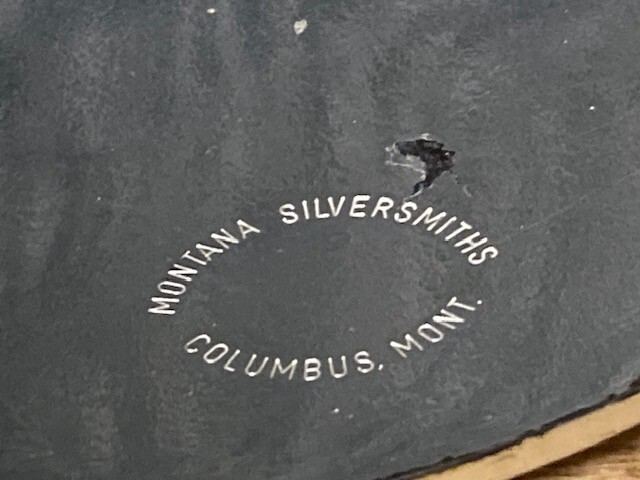 MONTANA SILVERSMITHS
COLUMBUS, MONT.